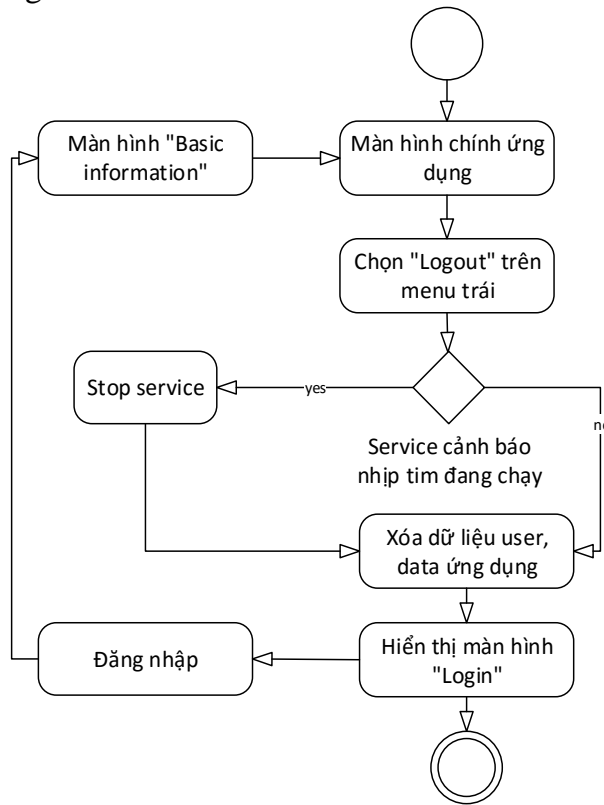 Màn hình "Basic
information"
Màn hình chính ứng
dụng
Chọn "Logout" trên
menu trái
Stop service
yes
Service cảnh báo
nhịp tim đang chạy
Xóa dữ liệu user,
data ứng dụng
Đăng nhập
Hiển thị màn hình
"Login"